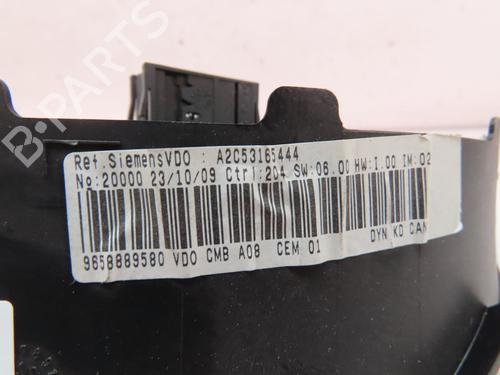 B-PARTS
Ref.SiemensVDO : A2C53165444
No:20000 23/10/09 Ctrl:204 SW:06.00 HW:I.00 IM:02
9658889580 VDO CMB A08 CEM 01 DYN KO CAN